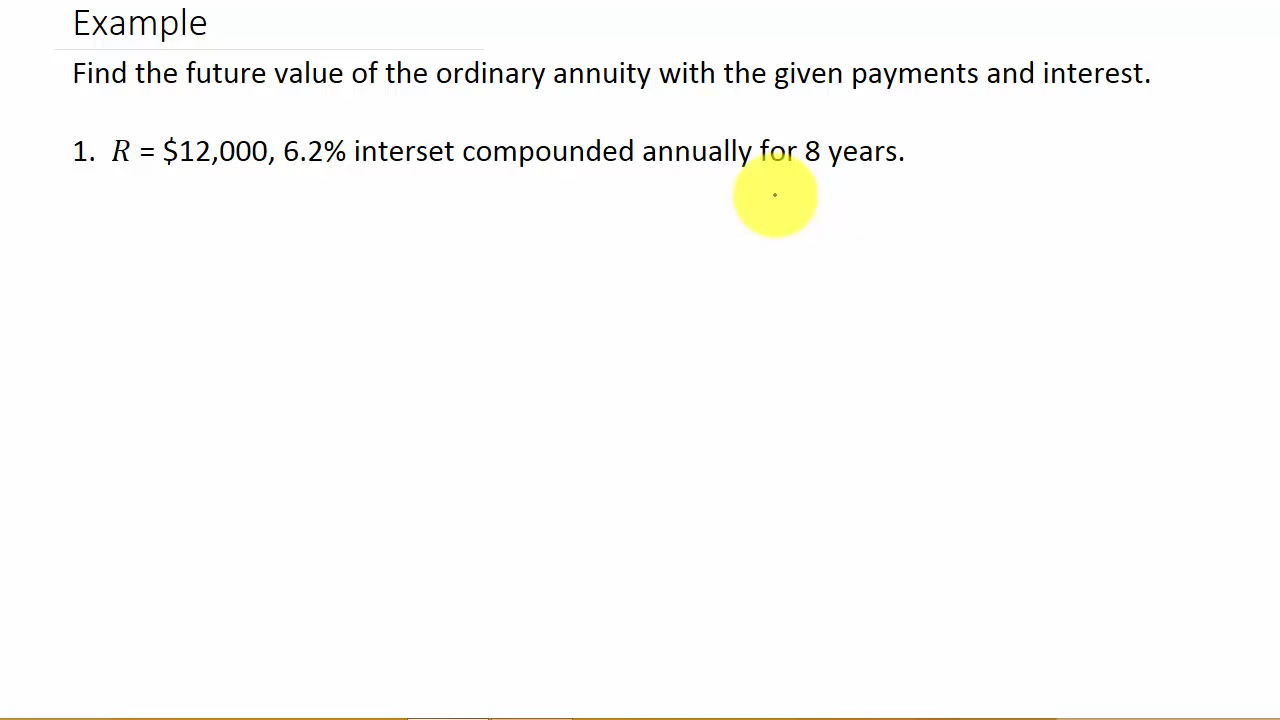 Example
Find the future value of the ordinary annuity with the given payments and interest.
1. R = $12,000, 6.2% interset compounded annually for 8 years.